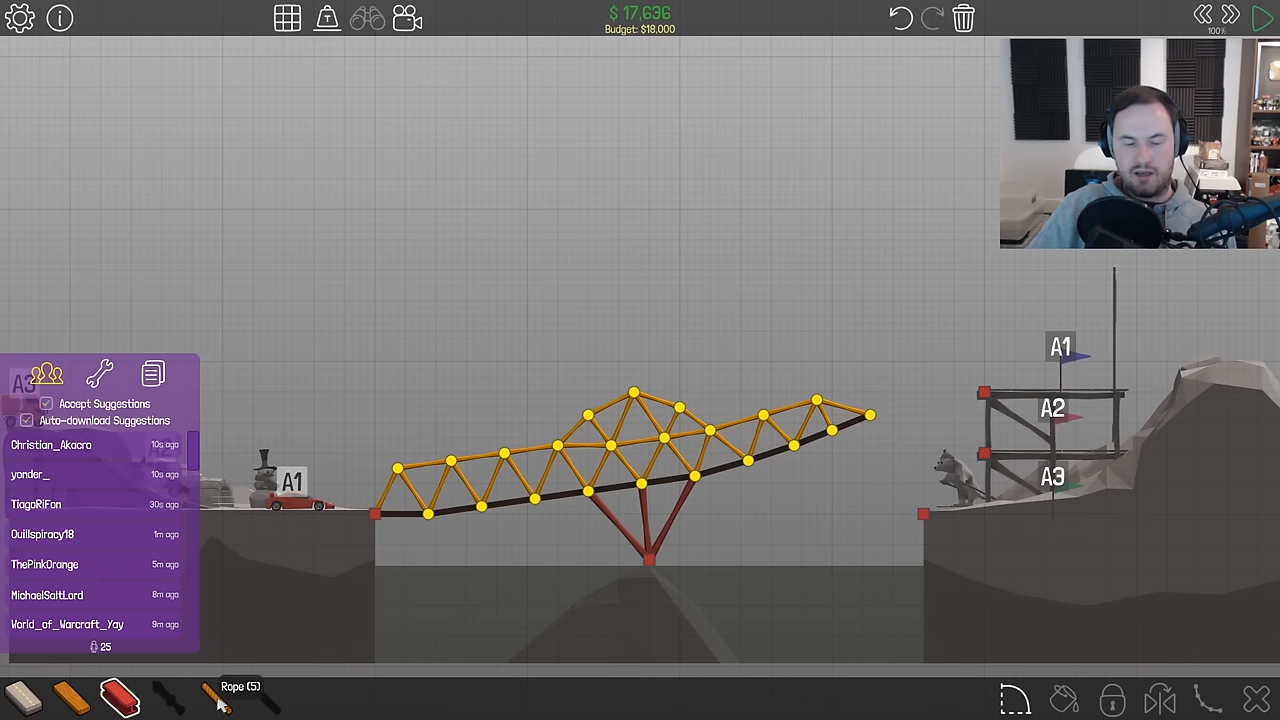 $ 17,636
Budget: $18,000
100%
A3
A1
A1
A2
A3
Accept Suggestions
Auto-download Suggestions
Christian_Akacro 10s ago
yonder_ 10s ago
TiagoRiFon 30s ago
Quillspiracy18 1m ago
ThePinkOrange 5m ago
MichaelSaltLord 8m ago
World_of_Warcraft_Yay 9m ago
25
Rope (5)